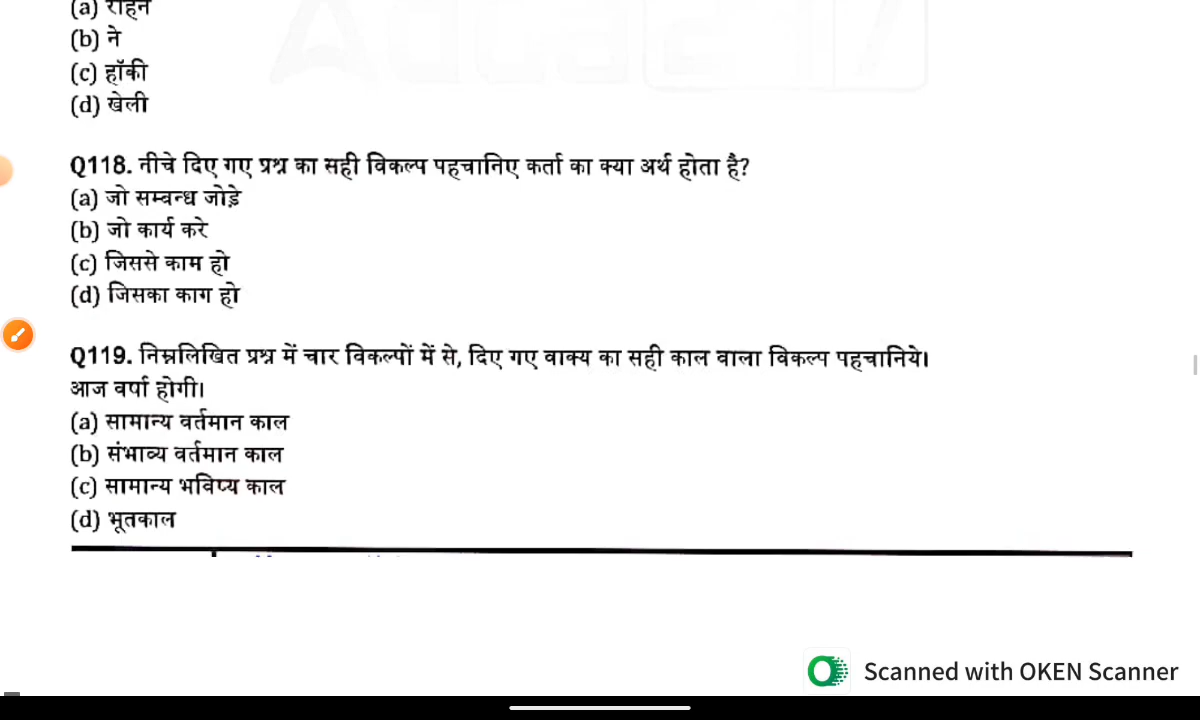 (a) रोहन
(b) ने
(c) हॉकी
(d) खेली
Q118. नीचे दिए गए प्रश्न का सही विकल्प पहचानिए कर्ता का क्या अर्थ होता है?
(a) जो सम्बन्ध जोड़े
(b) जो कार्य करे
(c) जिससे काम हो
(d) जिसका काम हो
Q119. निम्नलिखित प्रश्न में चार विकल्पों में से, दिए गए वाक्य का सही काल वाला विकल्प पहचानिये।
आज वर्षा होगी।
(a) सामान्य वर्तमान काल
(b) संभाव्य वर्तमान काल
(c) सामान्य भविष्य काल
(d) भूतकाल
Scanned with OKEN Scanner